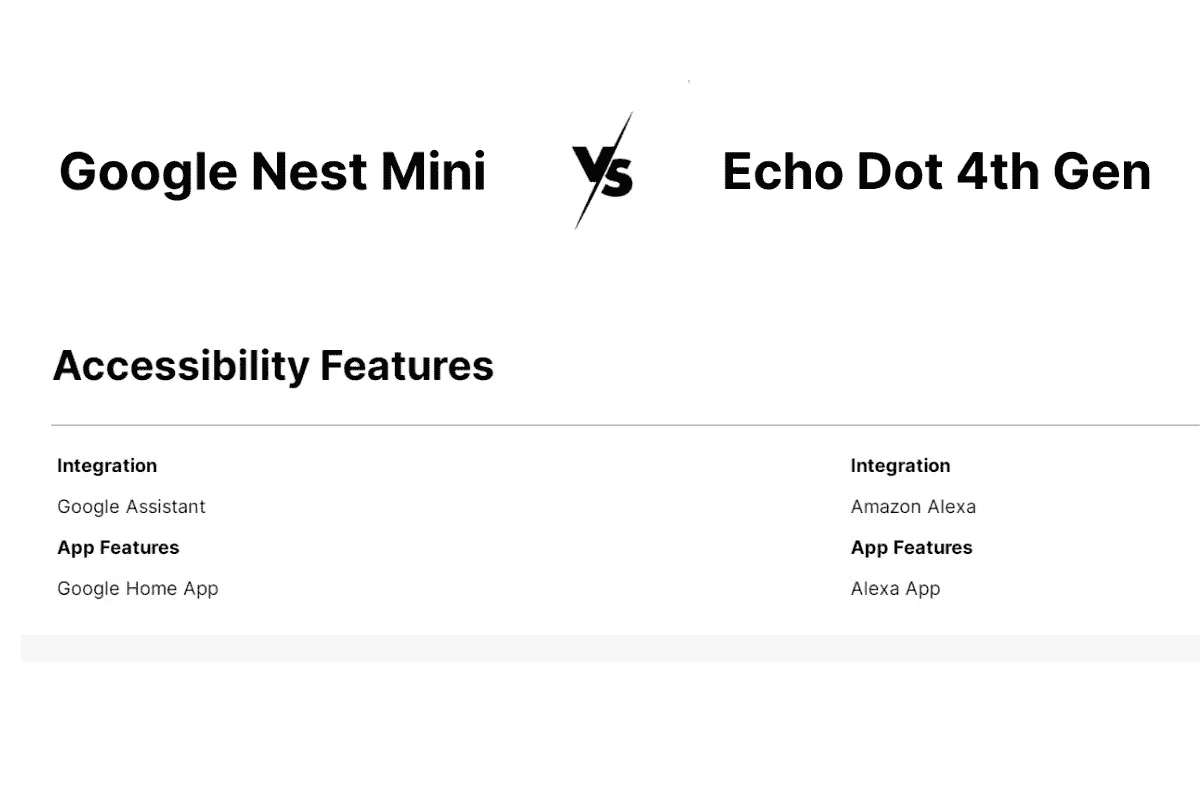 Google Nest Mini VS Echo Dot 4th Gen
Accessibility Features
Integration
Google Assistant
App Features
Google Home App
Integration
Amazon Alexa
App Features
Alexa App